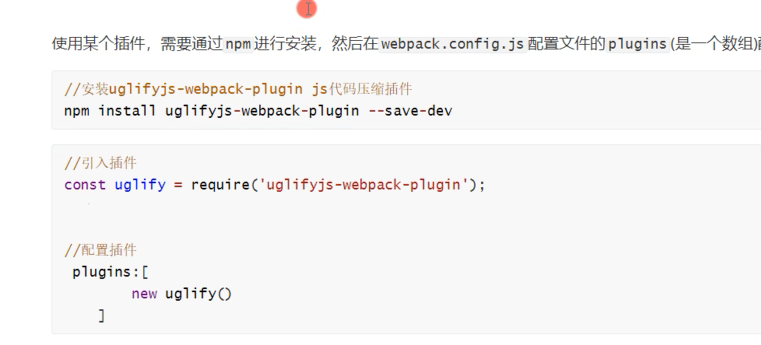 使用某个插件，需要通过npm进行安装，然后在webpack.config.js配置文件的plugins(是一个数组)
//安装uglifyjs-webpack-plugin js代码压缩插件
npm install uglifyjs-webpack-plugin --save-dev
//引入插件
const uglify = require('uglifyjs-webpack-plugin');
//配置插件
plugins:[
new uglify()
]